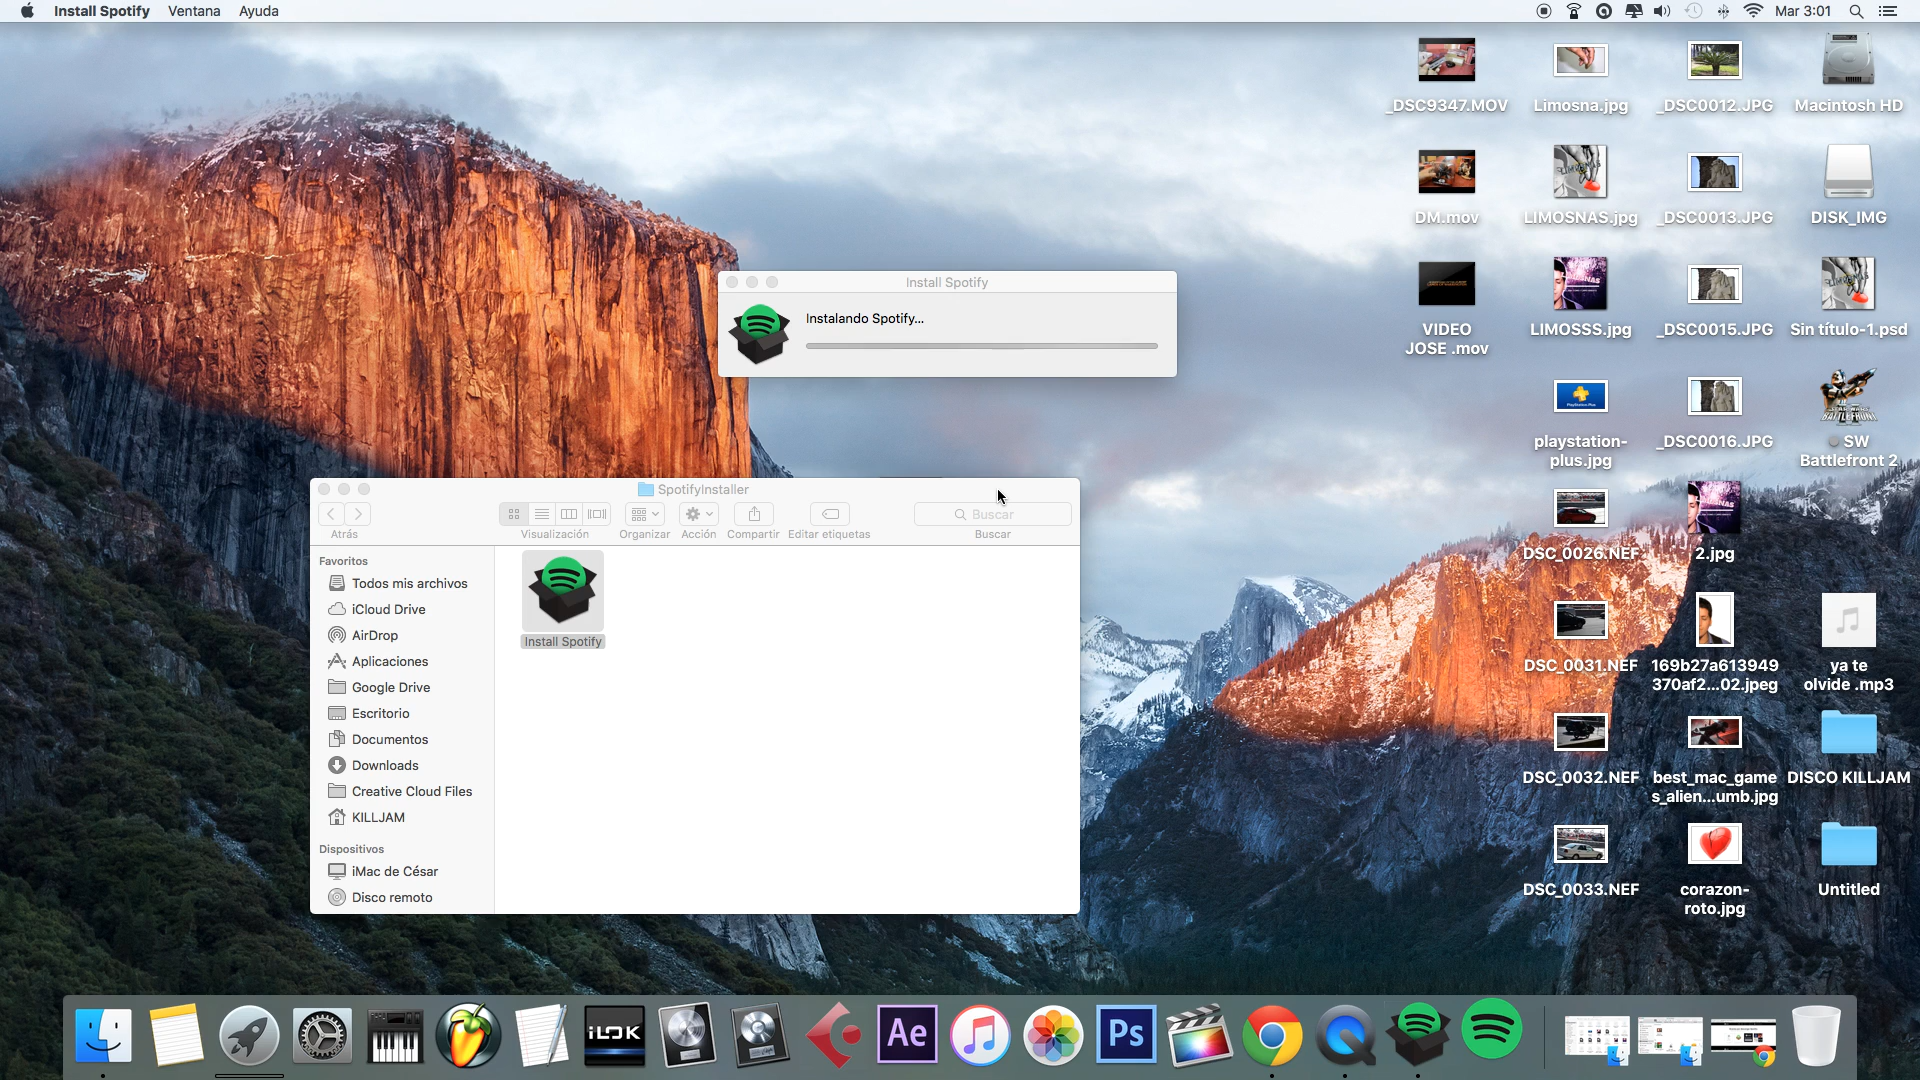 Install Spotify Ventana Ayuda
Mar 3:01
_DSC9347.MOV
Limosna.jpg
_DSC0012.JPG
Macintosh HD
DM.mov
LIMOSNAS.jpg
_DSC0013.JPG
DISK_IMG
VIDEO
JOSE .mov
LIMOSSS.jpg
_DSC0015.JPG
Sin título-1.psd
playstation-
plus.jpg
_DSC0016.JPG
SW
Battlefront 2
DSC_0026.NEF
2.jpg
DSC_0031.NEF
169b27a613949
370af2...02.jpeg
ya te
olvide .mp3
DSC_0032.NEF
best_mac_game
s_alien...umb.jpg
DISCO KILLJAM
DSC_0033.NEF
corazon-
roto.jpg
Untitled
Install Spotify
Instalando Spotify...
SpotifyInstaller
Buscar
Atrás
Visualización
Organizar
Acción
Compartir
Editar etiquetas
Buscar
Favoritos
Todos mis archivos
iCloud Drive
AirDrop
Aplicaciones
Google Drive
Escritorio
Documentos
Downloads
Creative Cloud Files
KILLJAM
Dispositivos
iMac de César
Disco remoto
Install Spotify
iLOK
Ae
Ps